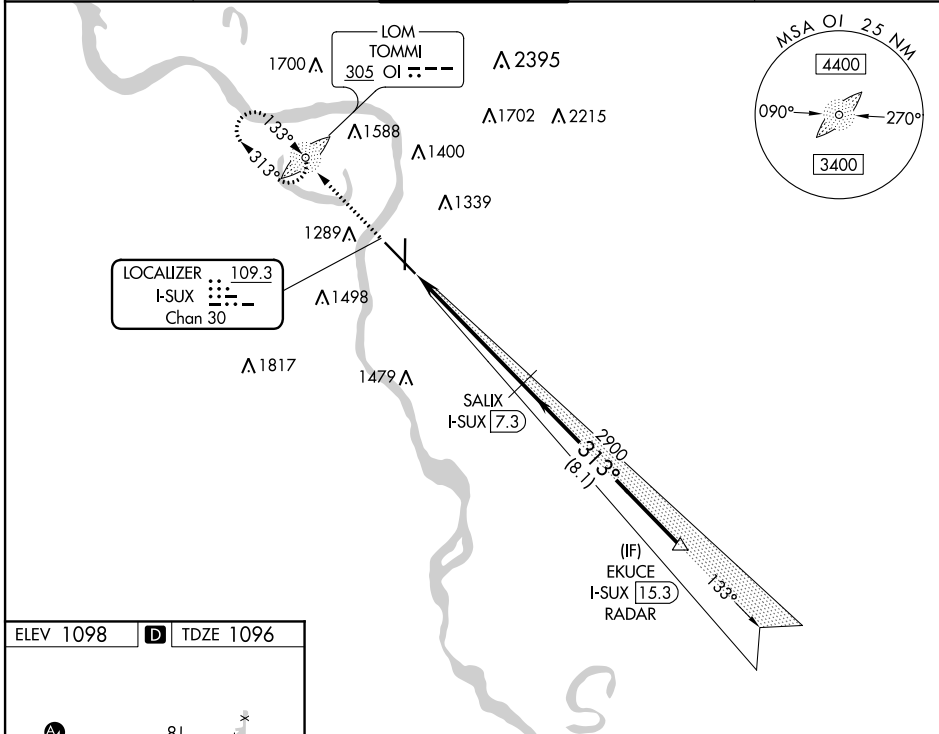 LOM
TOMMI
305 OI
1700
2395
1702
2215
1588
1400
1339
133°
313°
1289
LOCALIZER 109.3
I-SUX
Chan 30
1498
1817
1479
MSA OI 25 NM
4400
090°
270°
3400
SALIX
I-SUX 7.3
2900
313°
(8.1)
(IF)
EKUCE
I-SUX 15.3
RADAR
133°
ELEV 1098 D TDZE 1096